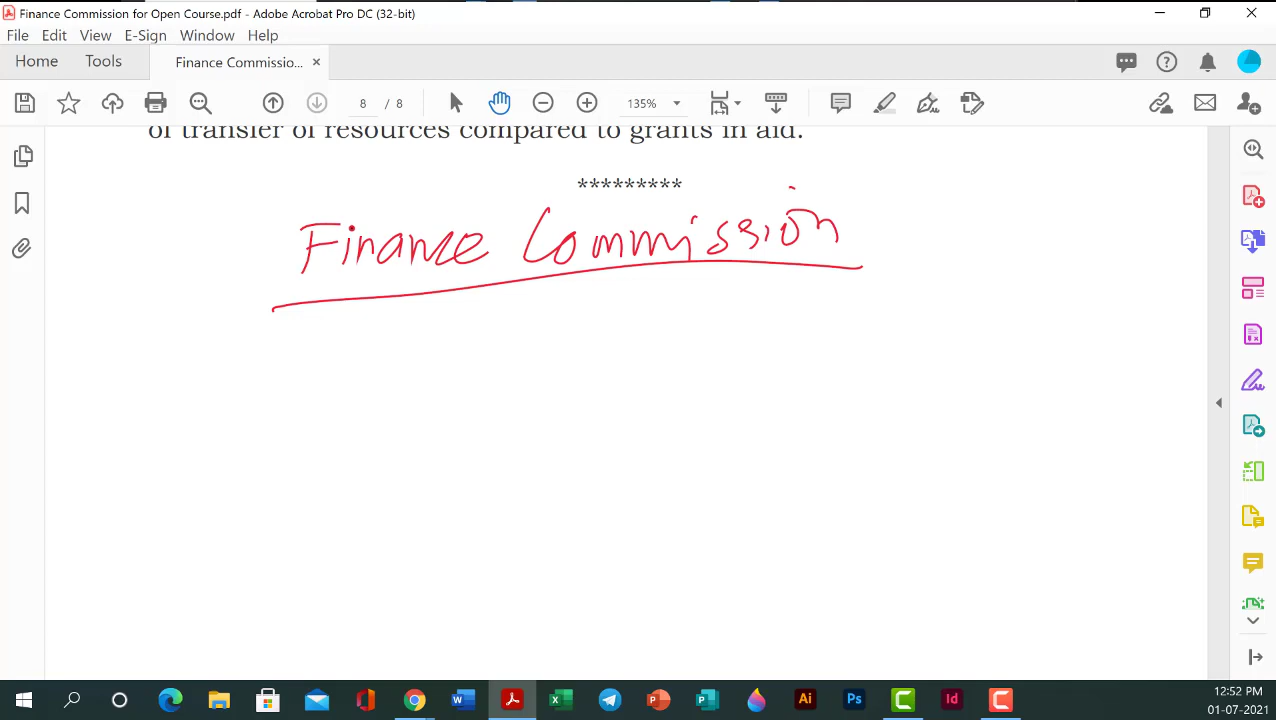 Finance Commission for Open Course.pdf - Adobe Acrobat Pro DC (32-bit)
File Edit View E-Sign Window Help
Home Tools Finance Commissio... ×
8 / 8 135%
of transfer of resources compared to grants in aid.
*********
Finance Commission
12:52 PM
01-07-2021